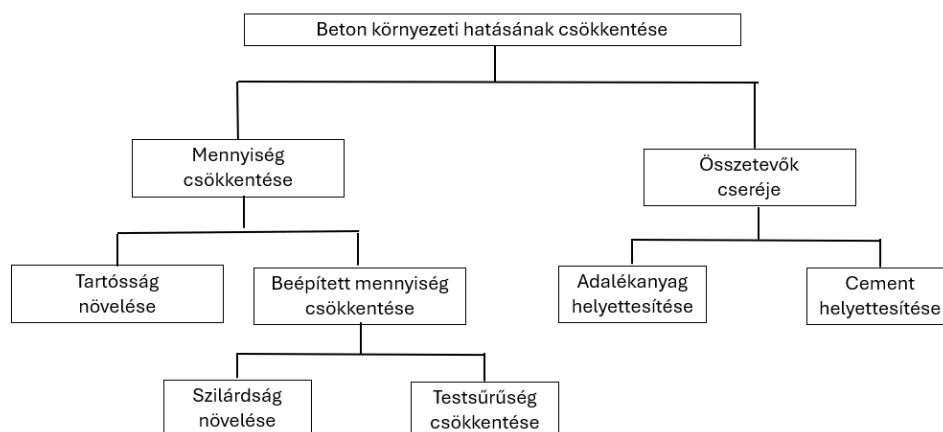 Beton környezeti hatásának csökkentése
Mennyiség
csökkentése
Összetevők
cseréje
Tartósság
növelése
Beépített mennyiség
csökkentése
Adalékanyag
helyettesítése
Cement
helyettesítése
Szilárdság
növelése
Testsűrűség
csökkentése